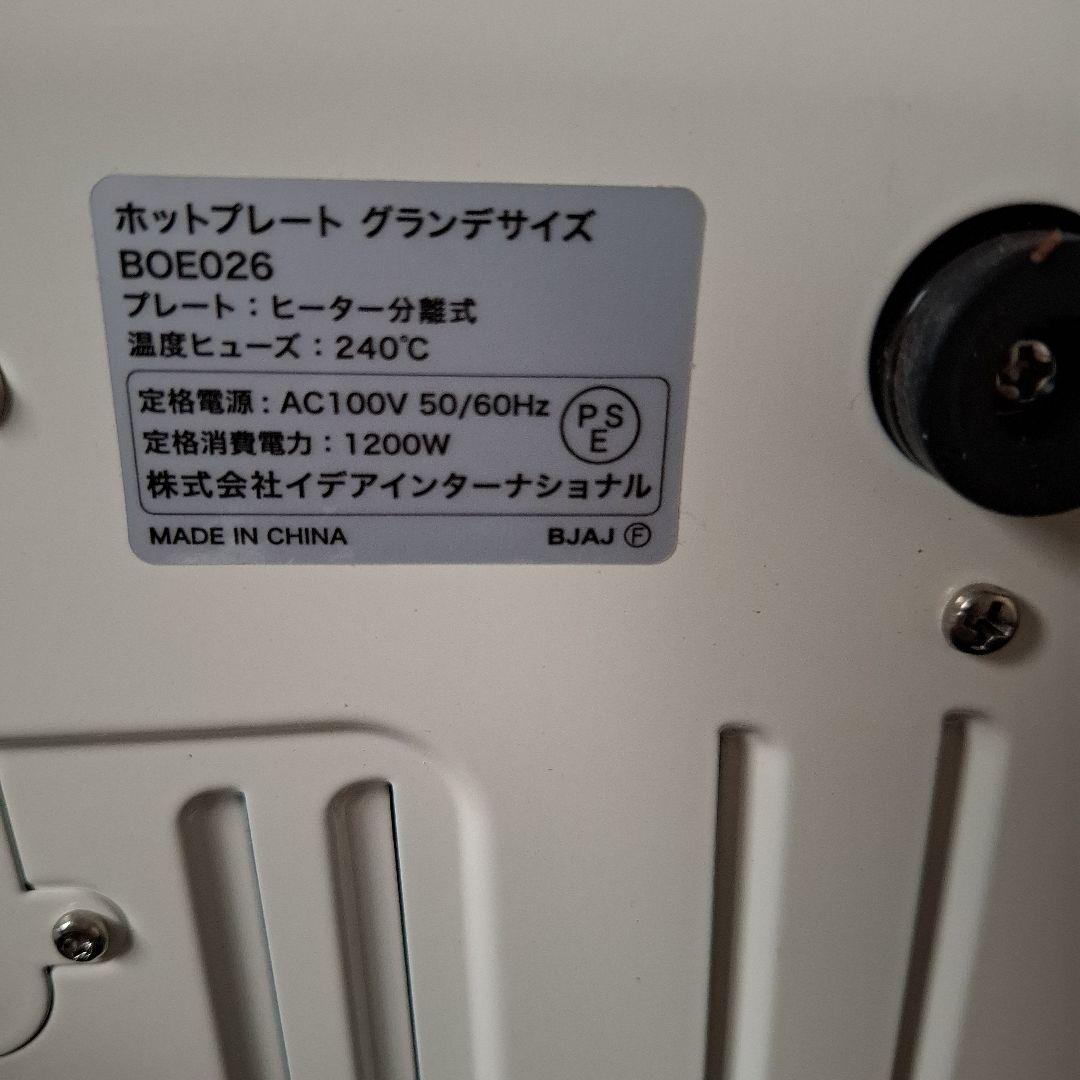 ホットプレート グランデサイズ
BOE026
プレート：ヒーター分離式
温度ヒューズ：240℃
定格電源：AC100V 50/60Hz
定格消費電力：1200W
PSE
株式会社イデアインターナショナル
MADE IN CHINA BJAJ Ⓕ